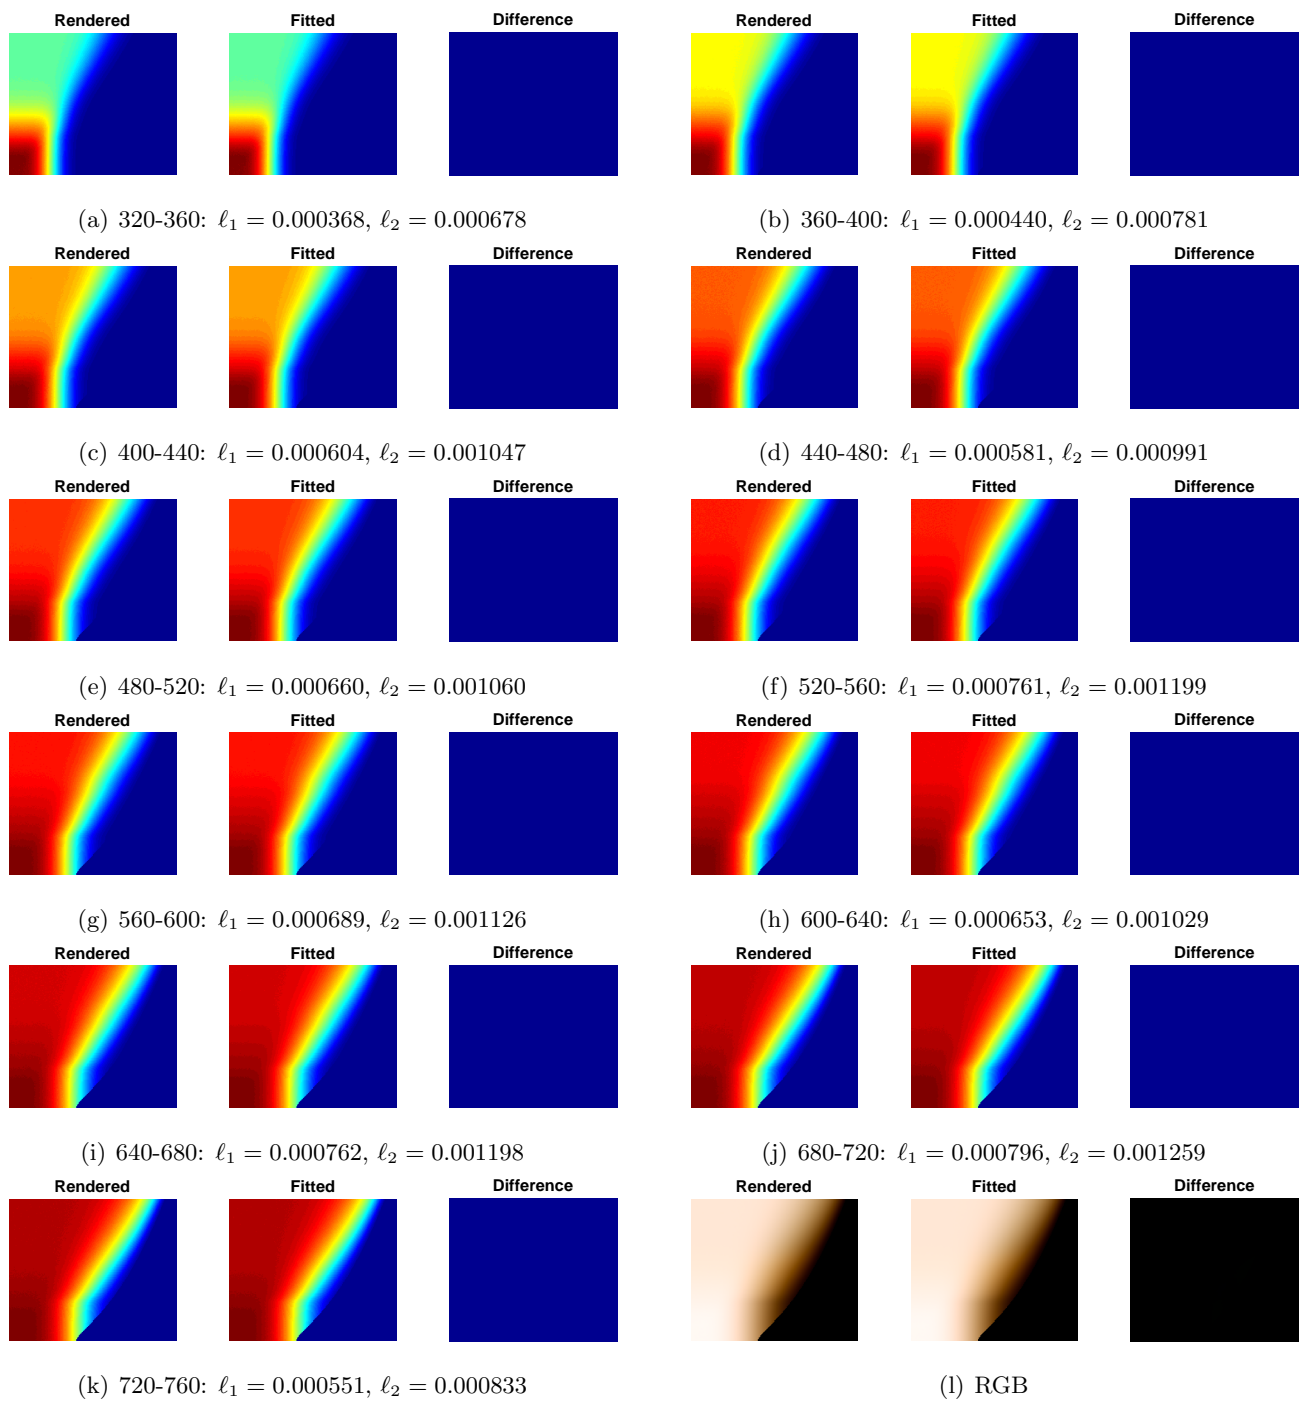 Rendered Fitted Difference Rendered Fitted Difference
(a) 320-360: ℓ₁ = 0.000368, ℓ₂ = 0.000678 (b) 360-400: ℓ₁ = 0.000440, ℓ₂ = 0.000781
Rendered Fitted Difference Rendered Fitted Difference
(c) 400-440: ℓ₁ = 0.000604, ℓ₂ = 0.001047 (d) 440-480: ℓ₁ = 0.000581, ℓ₂ = 0.000991
Rendered Fitted Difference Rendered Fitted Difference
(e) 480-520: ℓ₁ = 0.000660, ℓ₂ = 0.001060 (f) 520-560: ℓ₁ = 0.000761, ℓ₂ = 0.001199
Rendered Fitted Difference Rendered Fitted Difference
(g) 560-600: ℓ₁ = 0.000689, ℓ₂ = 0.001126 (h) 600-640: ℓ₁ = 0.000653, ℓ₂ = 0.001029
Rendered Fitted Difference Rendered Fitted Difference
(i) 640-680: ℓ₁ = 0.000762, ℓ₂ = 0.001198 (j) 680-720: ℓ₁ = 0.000796, ℓ₂ = 0.001259
Rendered Fitted Difference Rendered Fitted Difference
(k) 720-760: ℓ₁ = 0.000551, ℓ₂ = 0.000833 (l) RGB